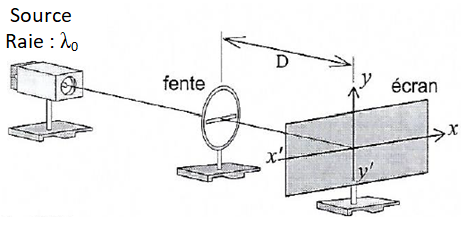 Source
Raie : λ₀
fente
D
y
écran
x
x'
y'